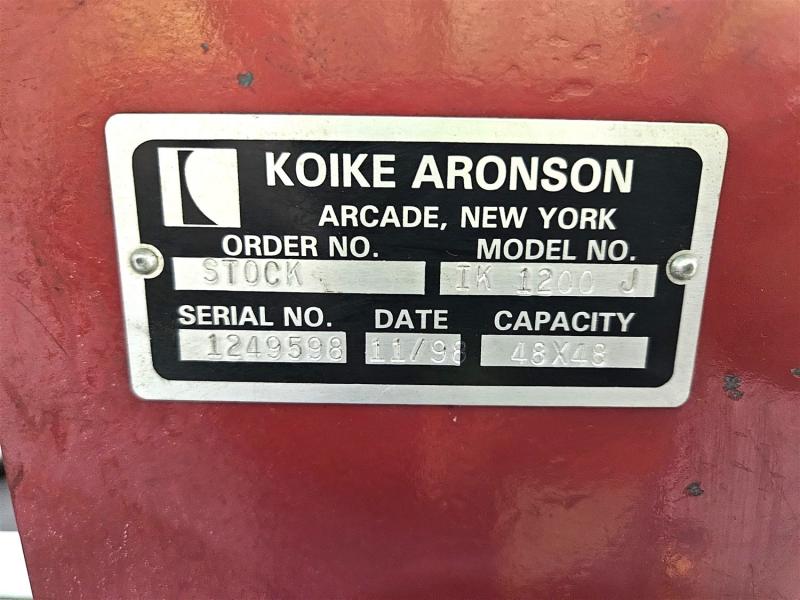 KOIKE ARONSON
ARCADE, NEW YORK
ORDER NO. MODEL NO.
STOCK IK 1200 J
SERIAL NO. DATE CAPACITY
1249598 11/98 48X48